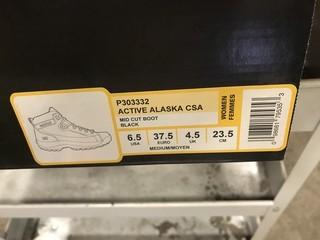 P303332
ACTIVE ALASKA CSA
MID CUT BOOT
BLACK
WOMEN
FEMMES
6.5 37.5 4.5 23.5
USA EURO UK CM
MEDIUM/MOYEN